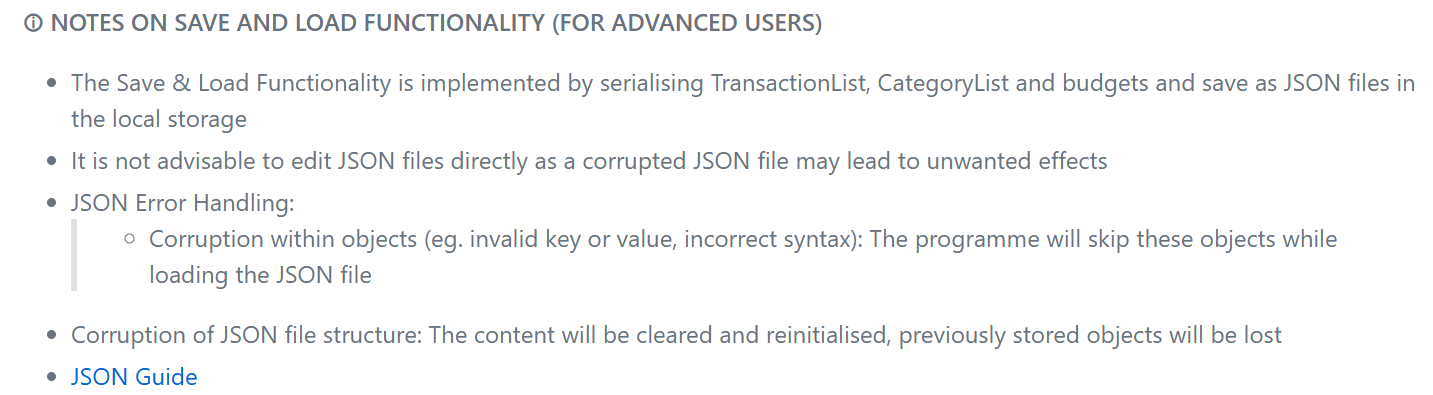 ⓘ NOTES ON SAVE AND LOAD FUNCTIONALITY (FOR ADVANCED USERS)
• The Save & Load Functionality is implemented by serialising TransactionList, CategoryList and budgets and save as JSON files in
the local storage
• It is not advisable to edit JSON files directly as a corrupted JSON file may lead to unwanted effects
• JSON Error Handling:
○ Corruption within objects (eg. invalid key or value, incorrect syntax): The programme will skip these objects while
loading the JSON file
• Corruption of JSON file structure: The content will be cleared and reinitialised, previously stored objects will be lost
• JSON Guide